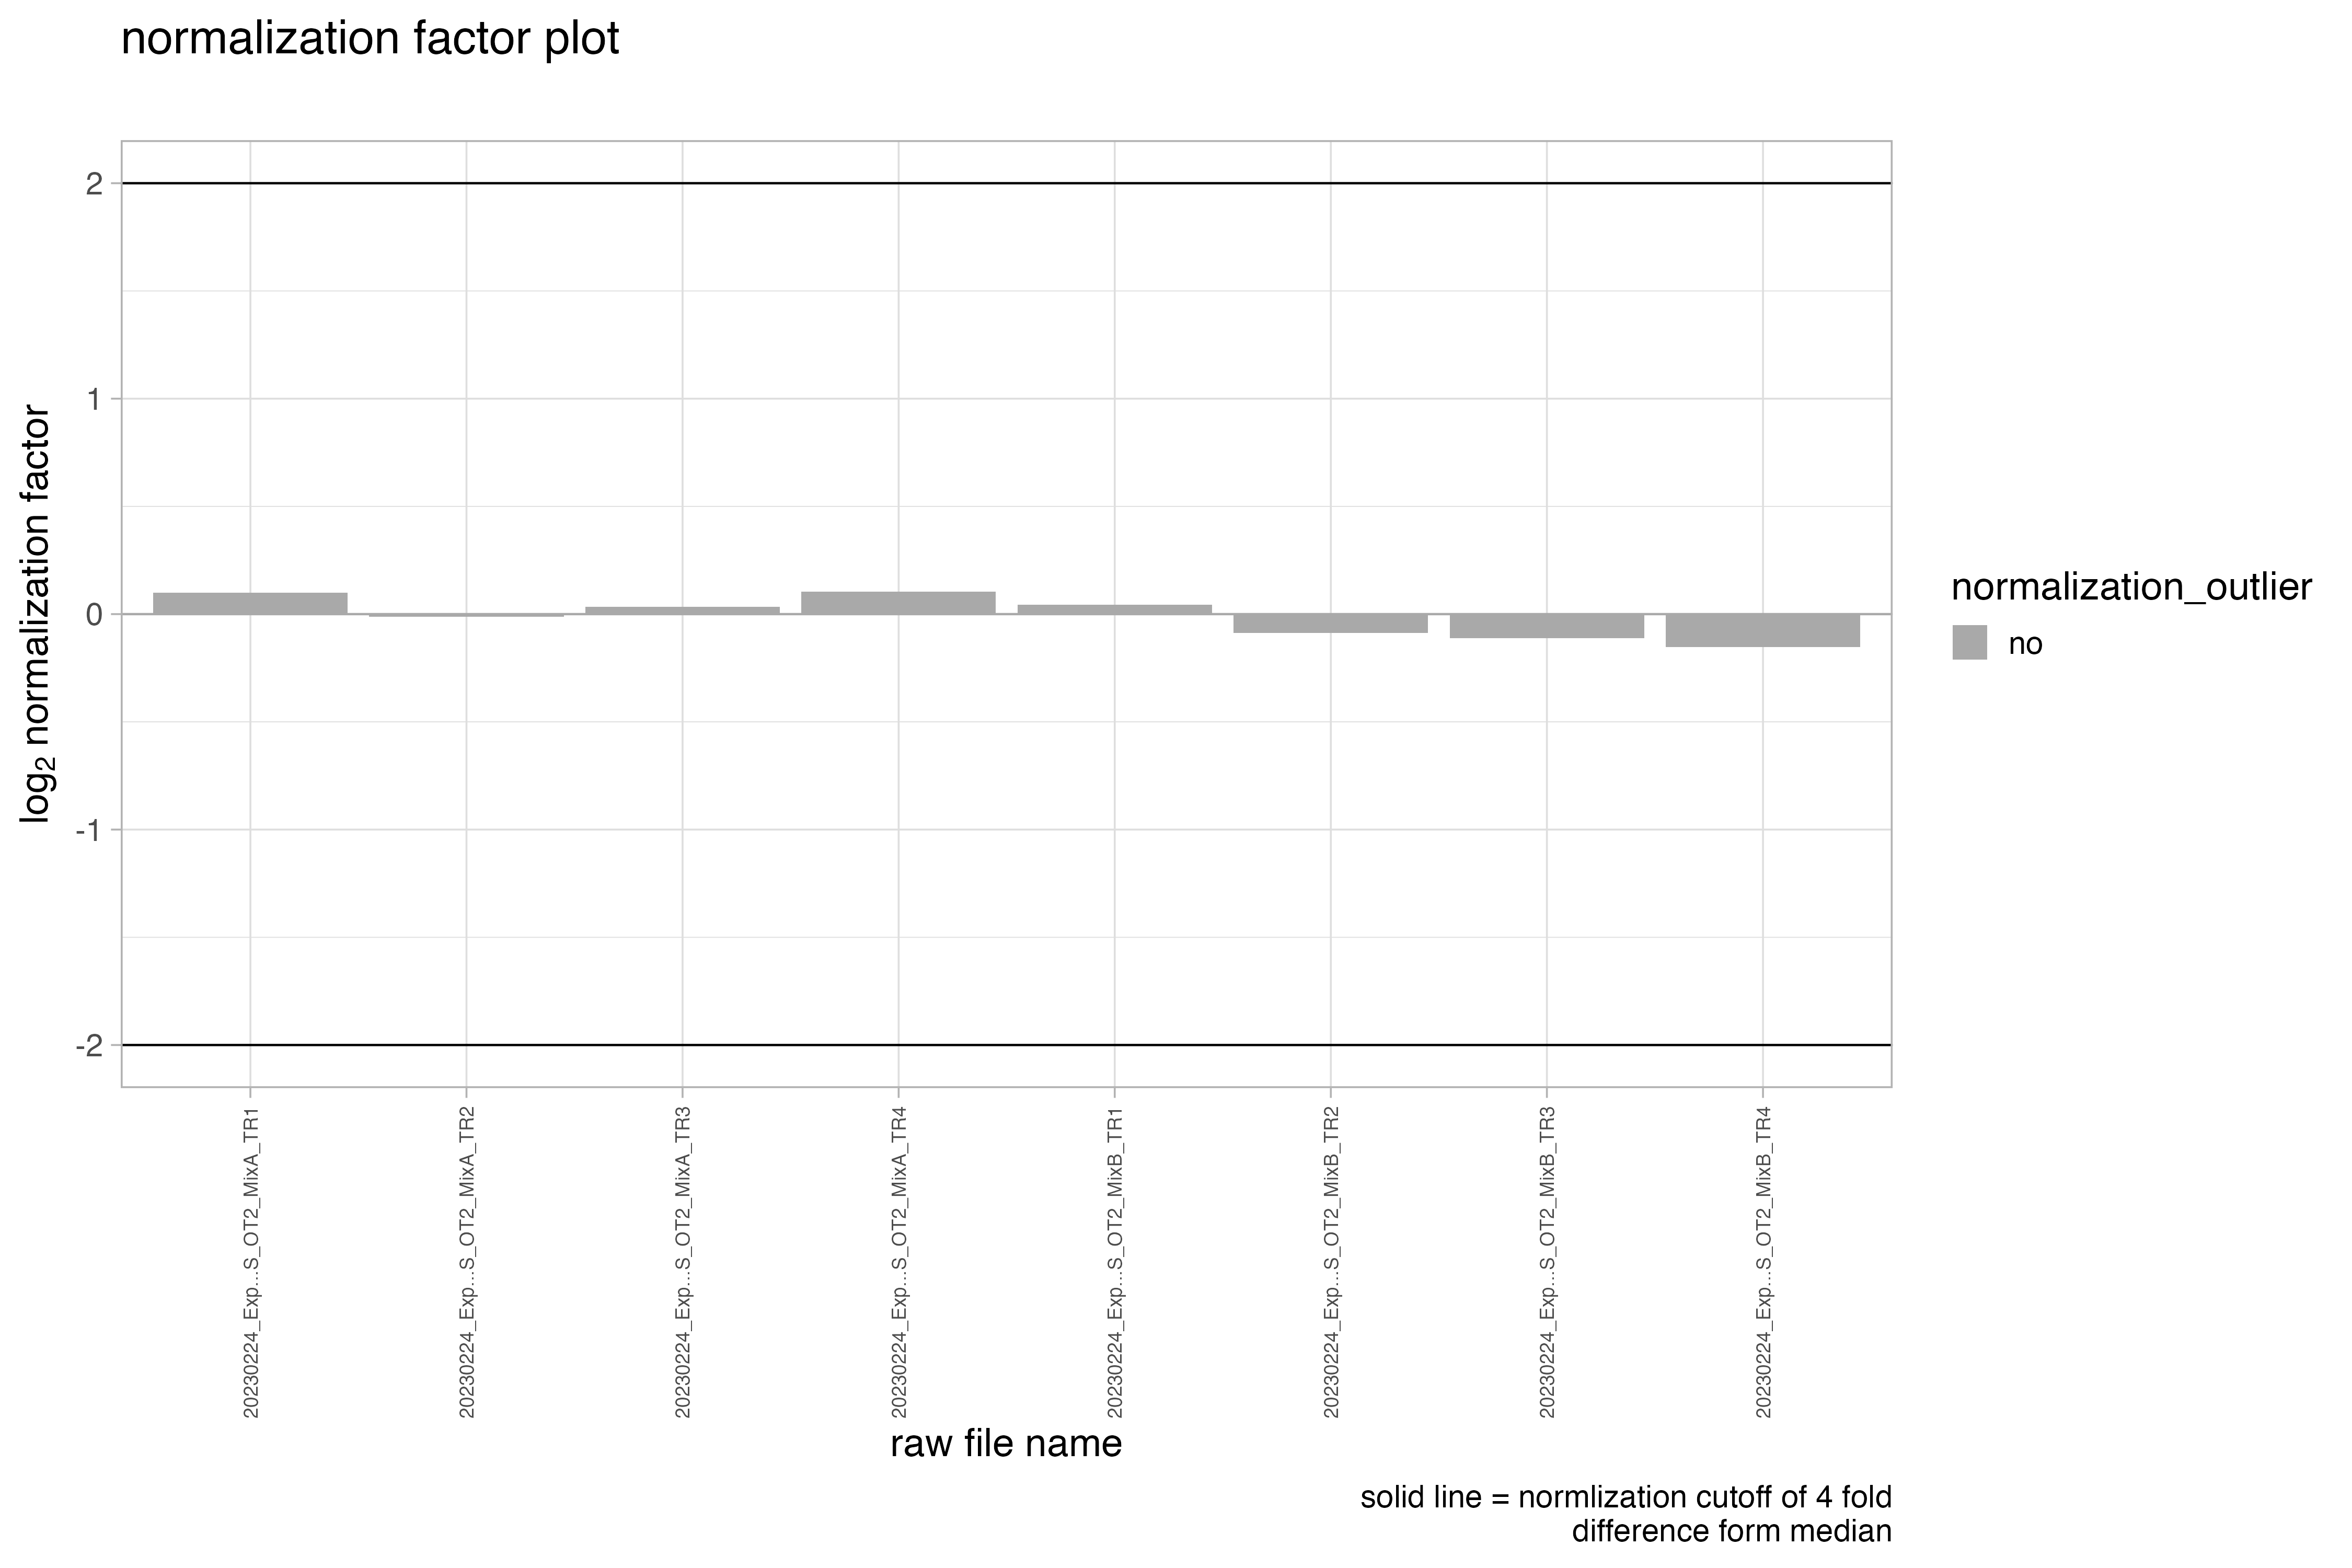 normalization factor plot
log₂ normalization factor
2
1
0
-1
-2
20230224_Exp...S_OT2_MixA_TR1
20230224_Exp...S_OT2_MixA_TR2
20230224_Exp...S_OT2_MixA_TR3
20230224_Exp...S_OT2_MixA_TR4
20230224_Exp...S_OT2_MixB_TR1
20230224_Exp...S_OT2_MixB_TR2
20230224_Exp...S_OT2_MixB_TR3
20230224_Exp...S_OT2_MixB_TR4
raw file name
normalization_outlier
no
solid line = normlization cutoff of 4 fold
difference form median